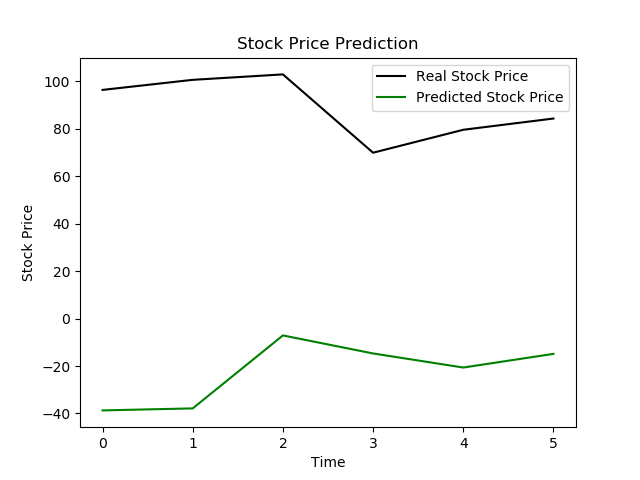 Stock Price Prediction
Real Stock Price
Predicted Stock Price
Stock Price
100
80
60
40
20
0
−20
−40
0 1 2 3 4 5
Time